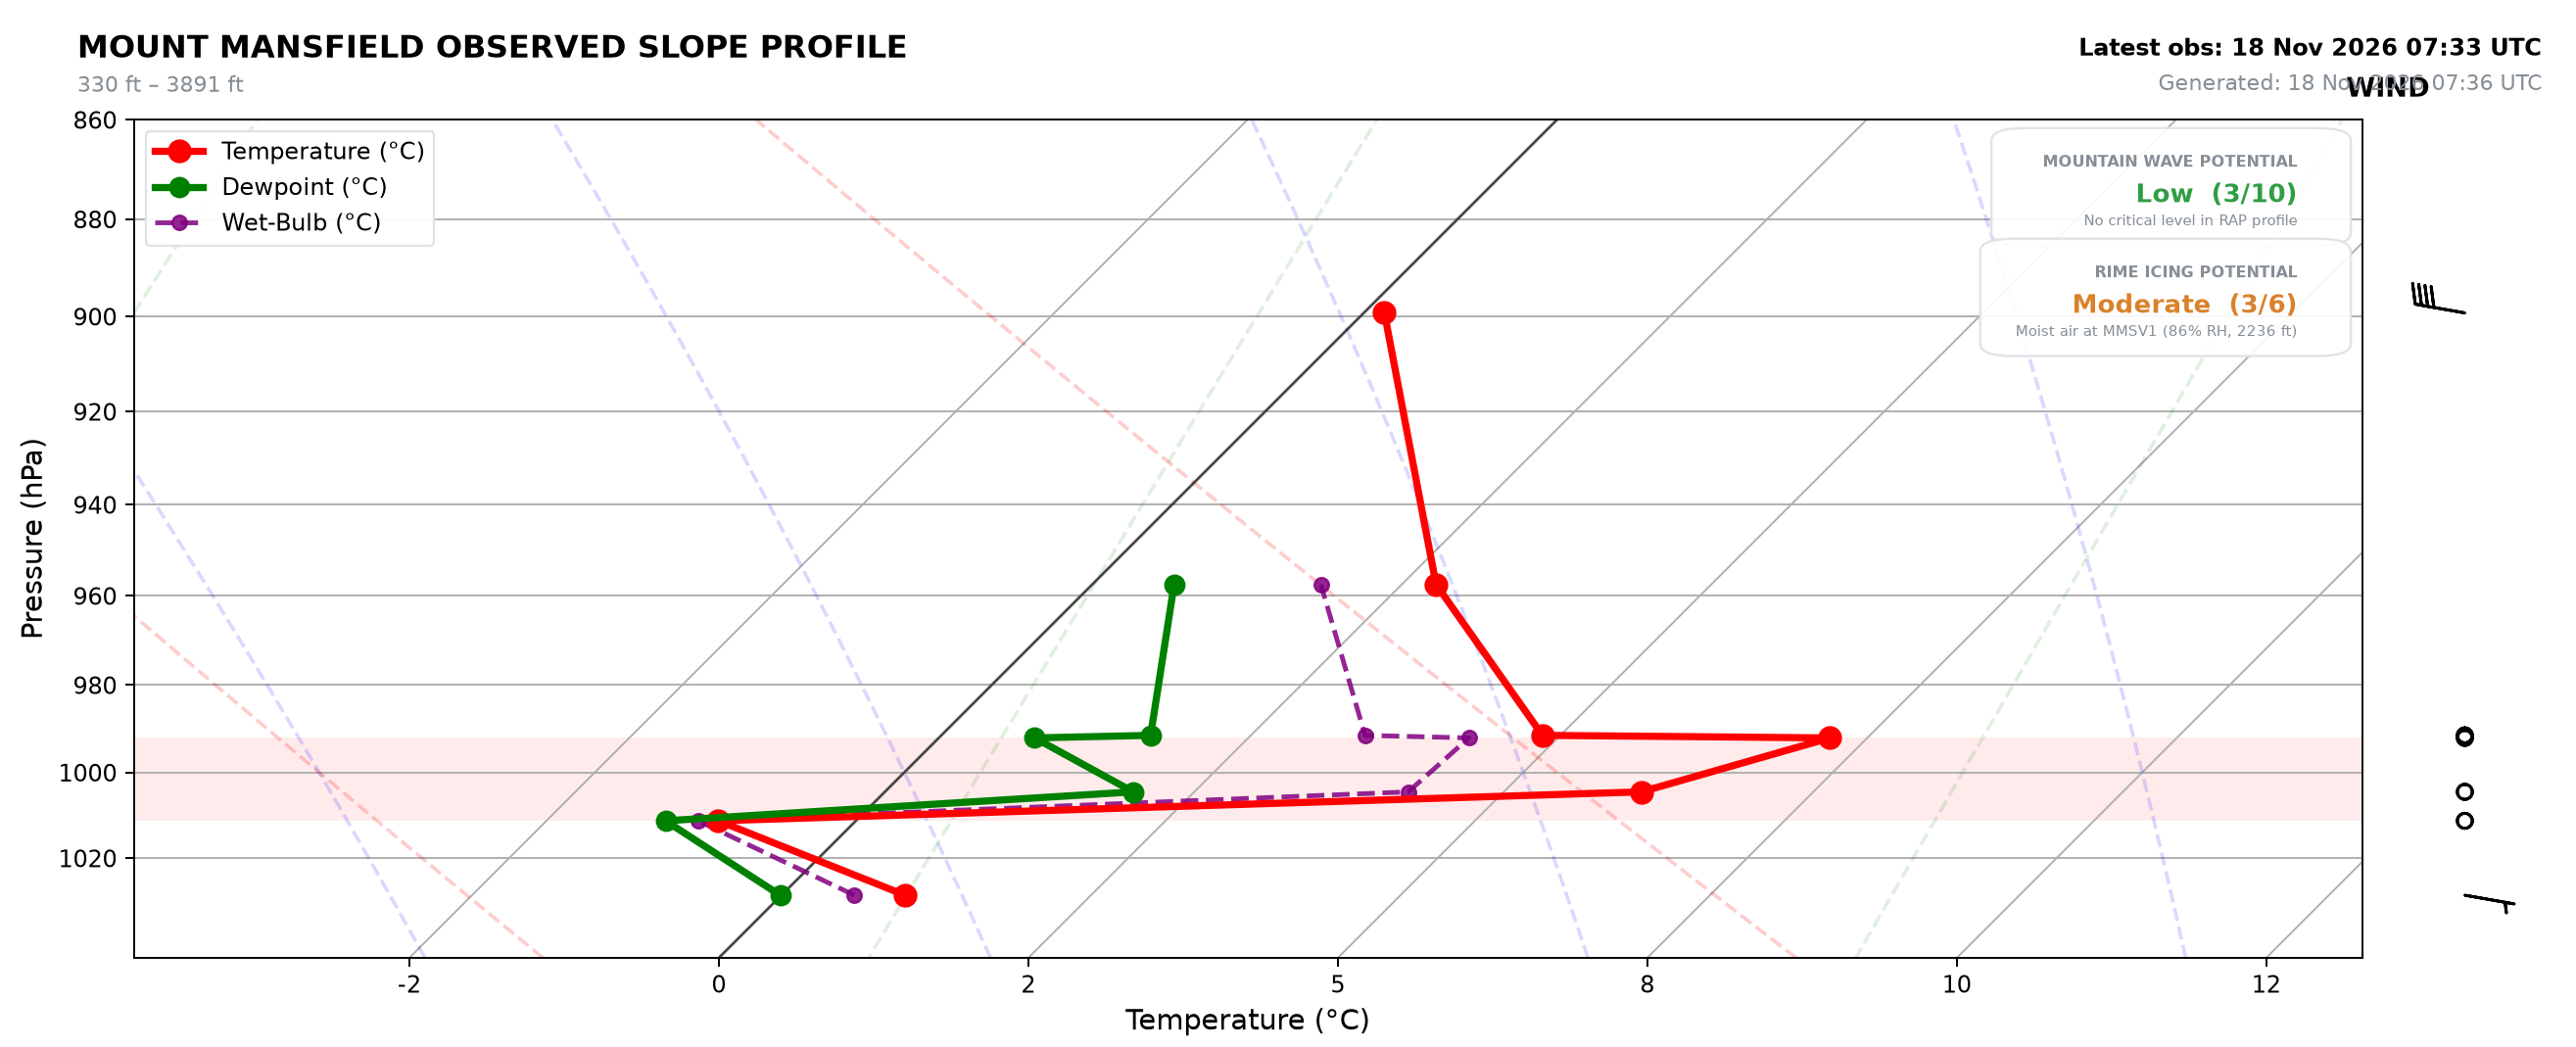 MOUNT MANSFIELD OBSERVED SLOPE PROFILE
330 ft – 3891 ft
Latest obs: 18 Nov 2026 07:33 UTC
Generated: 18 Nov 2026 07:36 UTC
WIND
Temperature (°C)
Dewpoint (°C)
Wet-Bulb (°C)
MOUNTAIN WAVE POTENTIAL
Low (3/10)
No critical level in RAP profile
RIME ICING POTENTIAL
Moderate (3/6)
Moist air at MMSV1 (86% RH, 2236 ft)
Pressure (hPa)
860
880
900
920
940
960
980
1000
1020
-2 0 2 5 8 10 12
Temperature (°C)